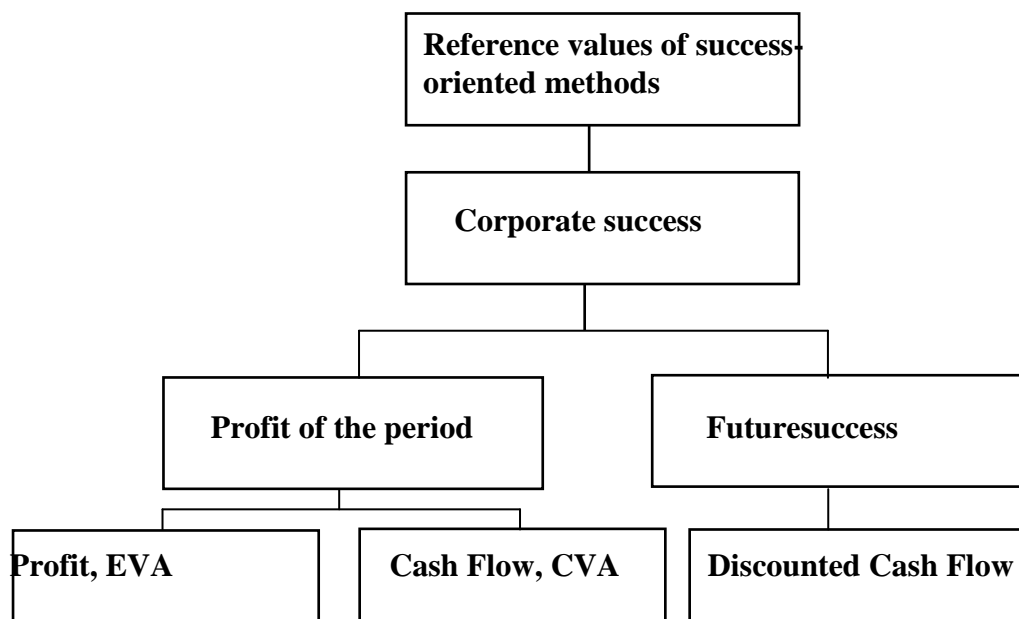 Reference values of success-
oriented methods
Corporate success
Profit of the period
Futuresuccess
Profit, EVA
Cash Flow, CVA
Discounted Cash Flow